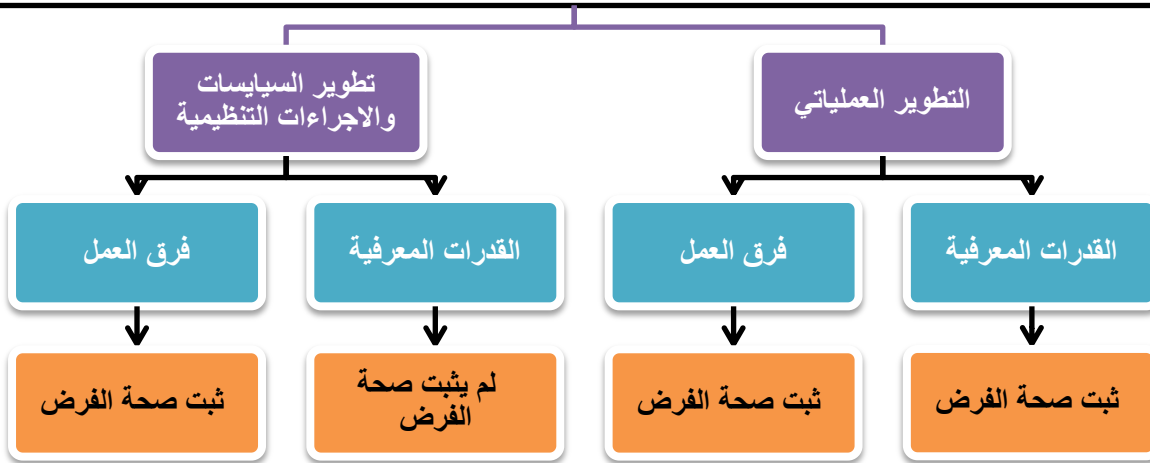 التطوير العملياتي
تطوير السيايسات
والاجراءات التنظيمية
القدرات المعرفية
فرق العمل
القدرات المعرفية
فرق العمل
ثبت صحة الفرض
ثبت صحة الفرض
لم يثبت صحة
الفرض
ثبت صحة الفرض